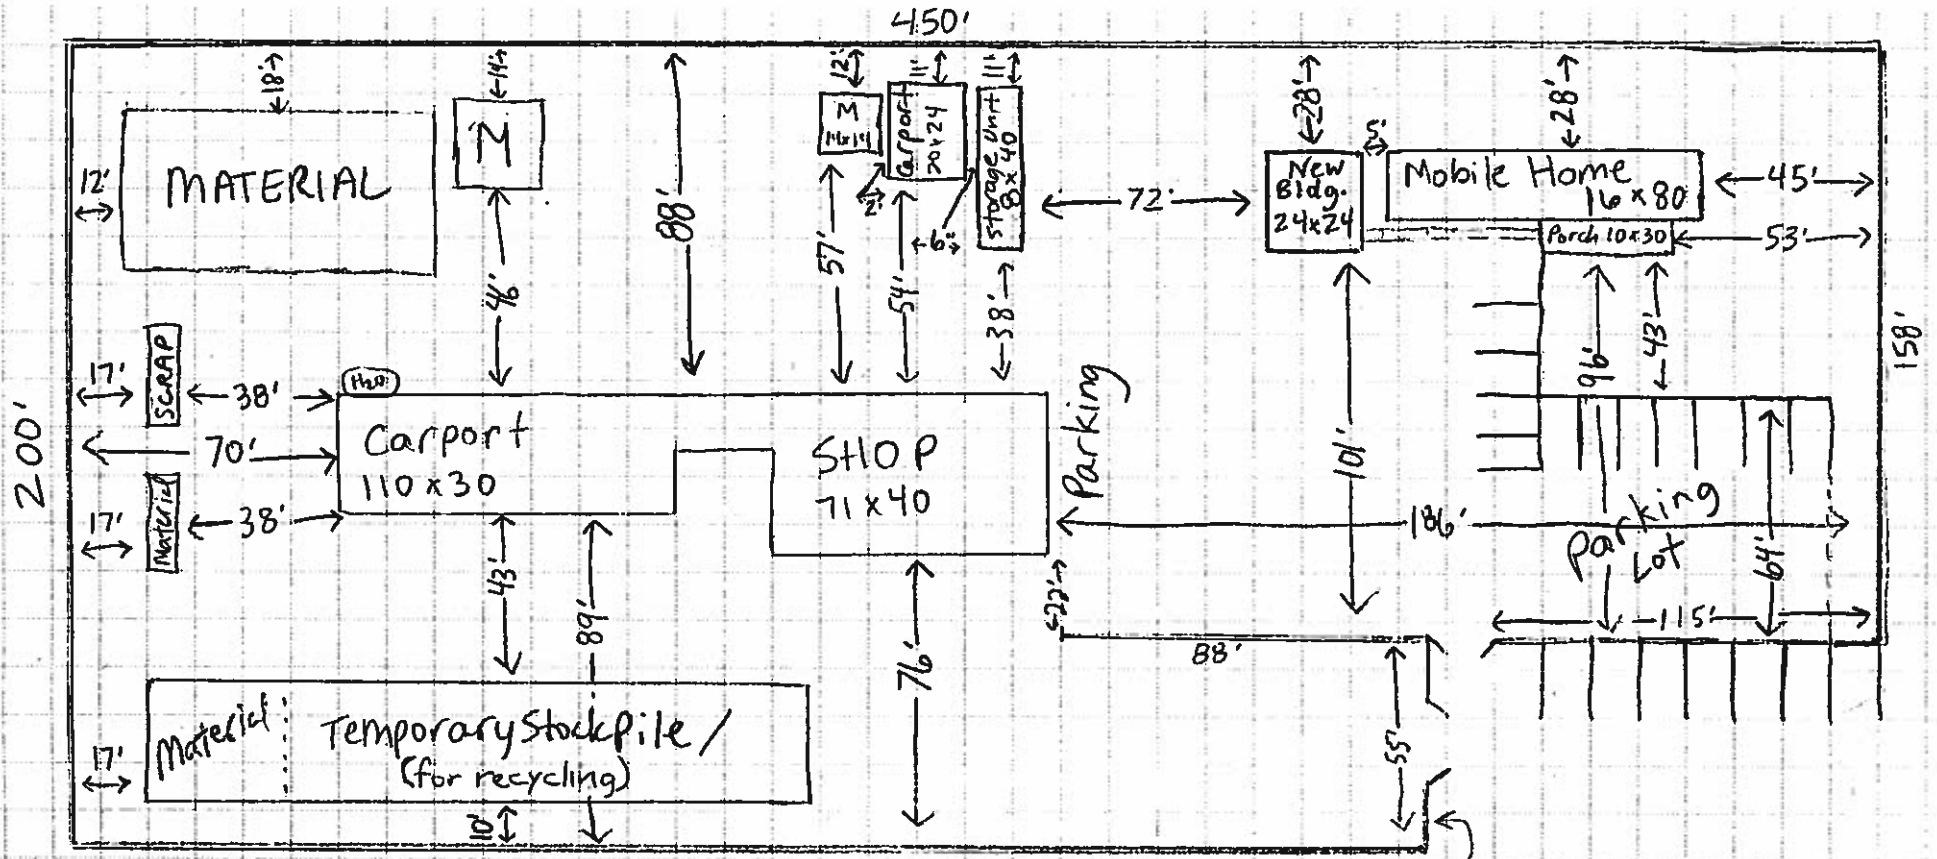 450'
18'
14'
88'
12'
11'
11'
28'
28'
MATERIAL
M
3
14x14
Carport
20x24
Storage Unit
8x40
12'
2'
6"
72'
New
Bldg.
24x24
5'
Mobile Home
16x80
45'
Porch 10x30
53'
46'
57'
54'
38'
101'
96'
43'
158'
200'
17'
SCRAP
38'
H2O
70'
Carport
110x30
SHOP
71x40
Parking
17'
Material
38'
186'
Parking
Lot
64'
43'
89'
76'
22'
88'
115'
55'
17'
Material
Temporary Stockpile /
(for recycling)
10'